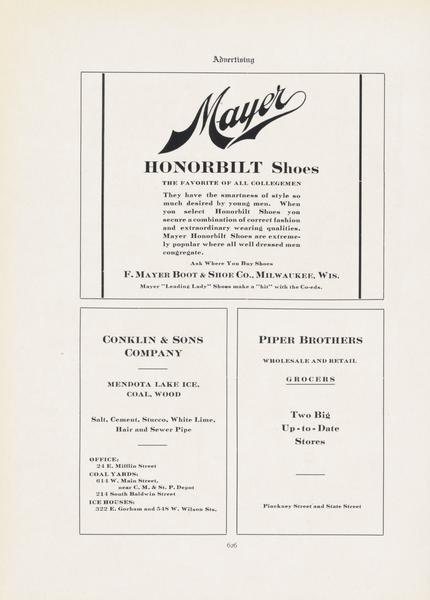 Advertising
Mayer
HONORBILT Shoes
THE FAVORITE OF ALL COLLEGEMEN
They have the smartness of style so
much desired by young men. When
you select Honorbilt Shoes you
secure a combination of correct fashion
and extraordinary wearing qualities.
Mayer Honorbilt Shoes are extreme-
ly popular where all well dressed men
congregate.
Ask Where You Buy Shoes
F. MAYER BOOT & SHOE CO., MILWAUKEE, WIS.
Mayer "Leading Lady" Shoes make a "hit" with the Co-eds.
CONKLIN & SONS
COMPANY
MENDOTA LAKE ICE,
COAL, WOOD
Salt, Cement, Stucco, White Lime,
Hair and Sewer Pipe
OFFICE:
24 E. Mifflin Street
COAL YARDS:
614 W. Main Street,
near C. M. & St. P. Depot
214 South Baldwin Street
ICE HOUSES:
322 E. Gorham and 548 W. Wilson Sts.
PIPER BROTHERS
WHOLESALE AND RETAIL
GROCERS
Two Big
Up-to-Date
Stores
Pinckney Street and State Street
626